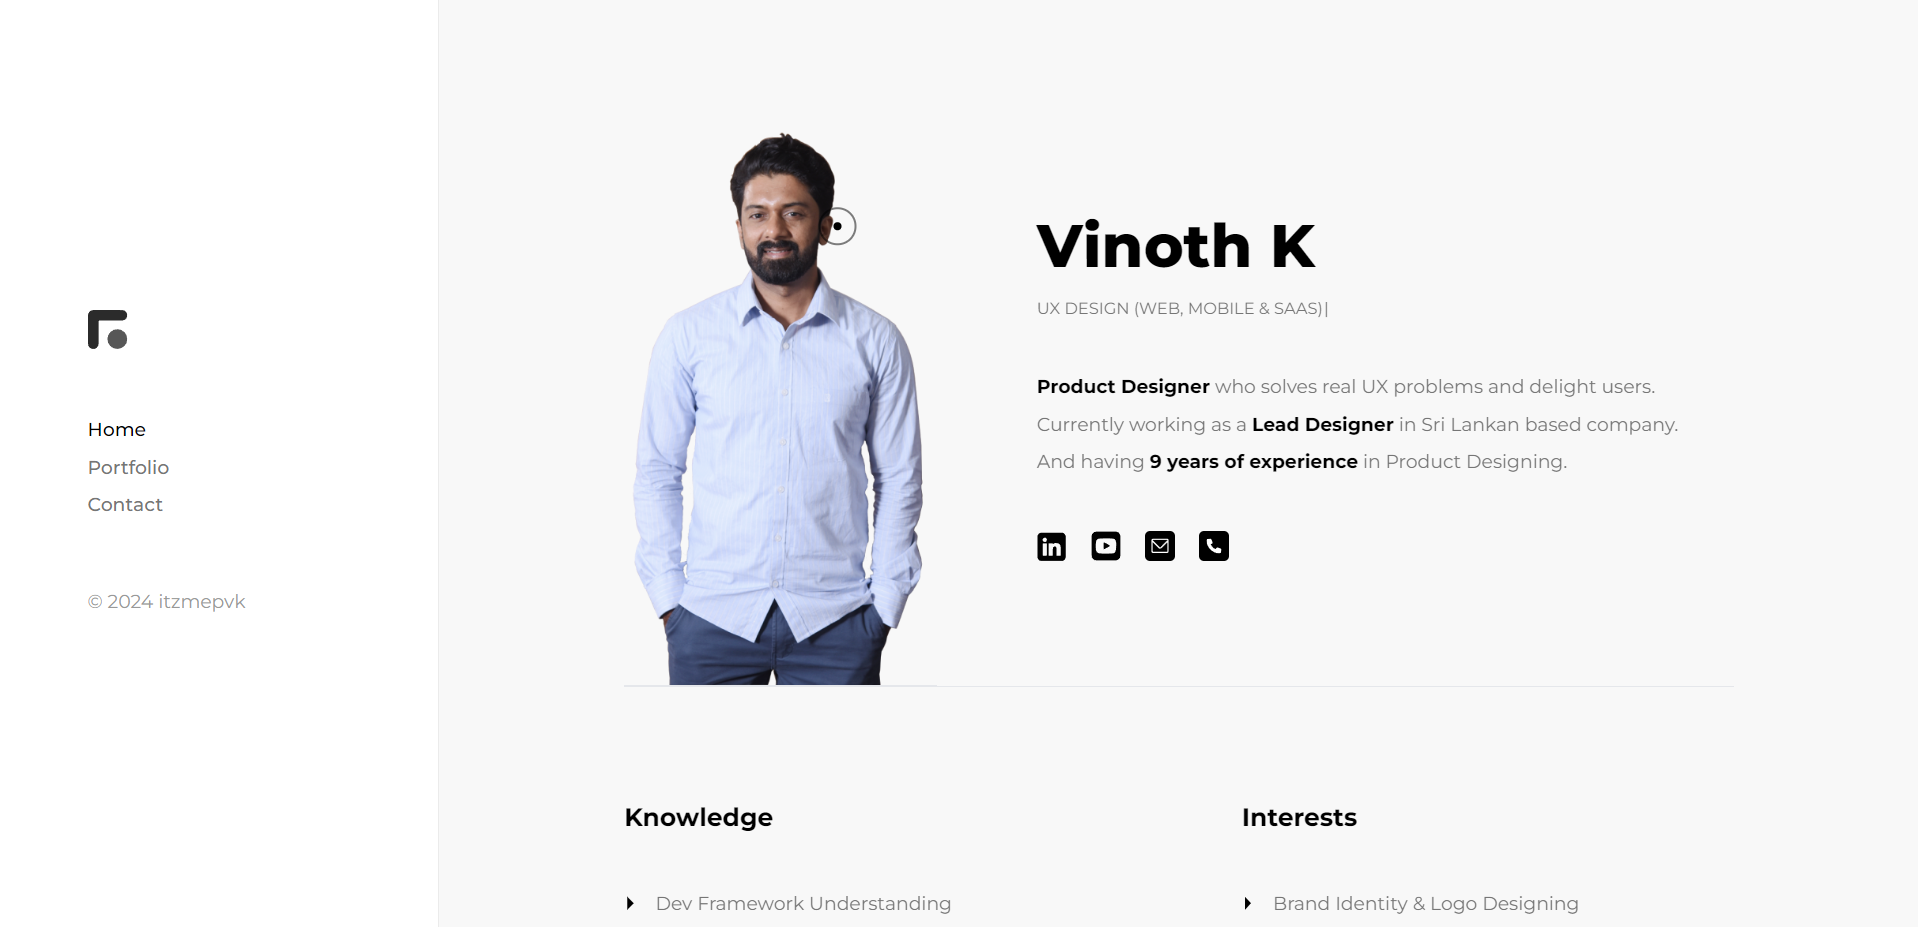 Home
Portfolio
Contact
© 2024 itzmepvk
Vinoth K
UX DESIGN (WEB, MOBILE & SAAS)|
Product Designer who solves real UX problems and delight users.
Currently working as a Lead Designer in Sri Lankan based company.
And having 9 years of experience in Product Designing.
in
Knowledge
Dev Framework Understanding
Interests
Brand Identity & Logo Designing